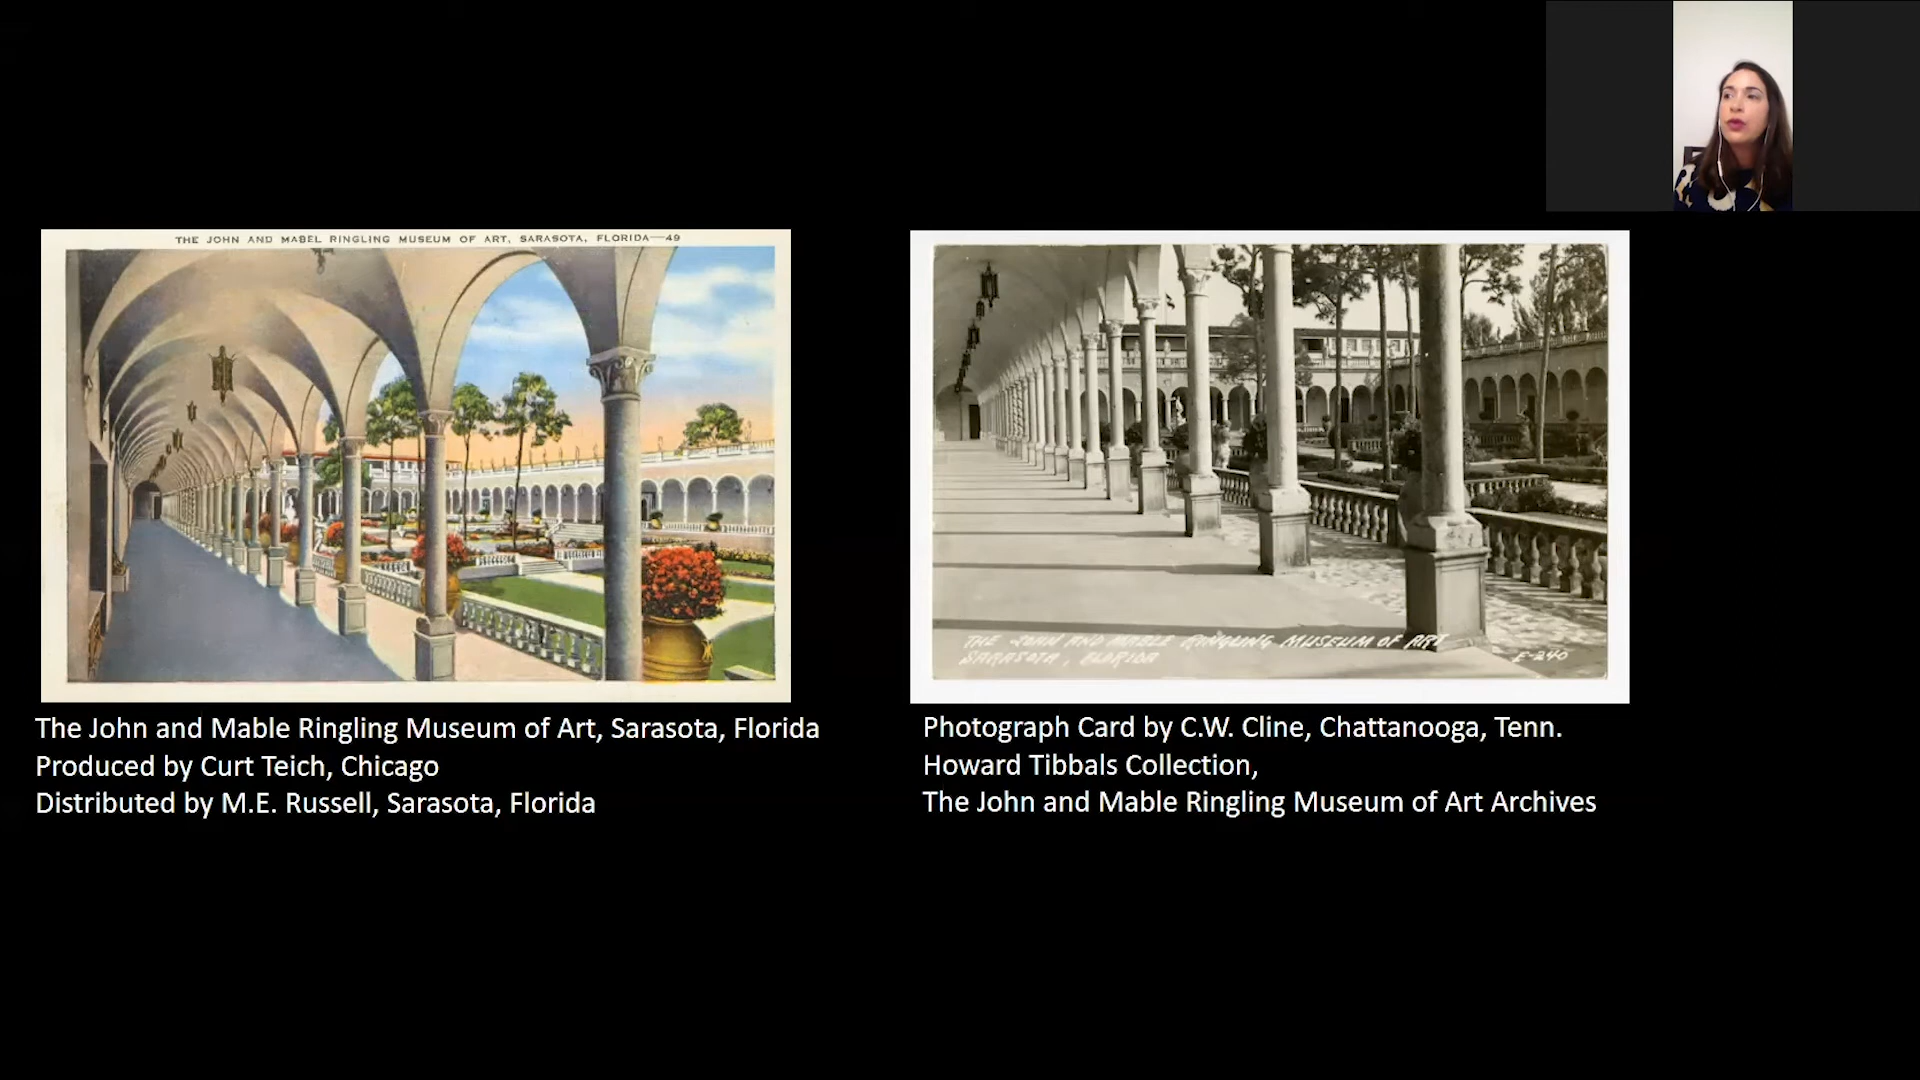 THE JOHN AND MABEL RINGLING MUSEUM OF ART, SARASOTA, FLORIDA—49
The John and Mable Ringling Museum of Art, Sarasota, Florida
Produced by Curt Teich, Chicago
Distributed by M.E. Russell, Sarasota, Florida
THE JOHN AND MABLE RINGLING MUSEUM OF ART
SARASOTA, FLORIDA
E-240
Photograph Card by C.W. Cline, Chattanooga, Tenn.
Howard Tibbals Collection,
The John and Mable Ringling Museum of Art Archives